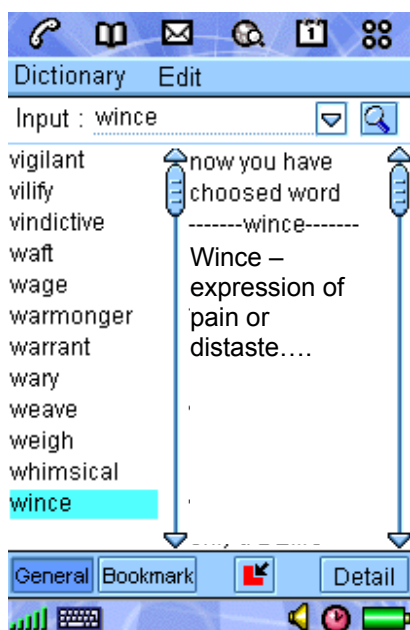 Dictionary Edit
Input : wince
vigilant
vilify
vindictive
waft
wage
warmonger
warrant
wary
weave
weigh
whimsical
wince
now you have
choosed word
-------wince-------
Wince –
expression of
pain or
distaste….
General Bookmark Detail